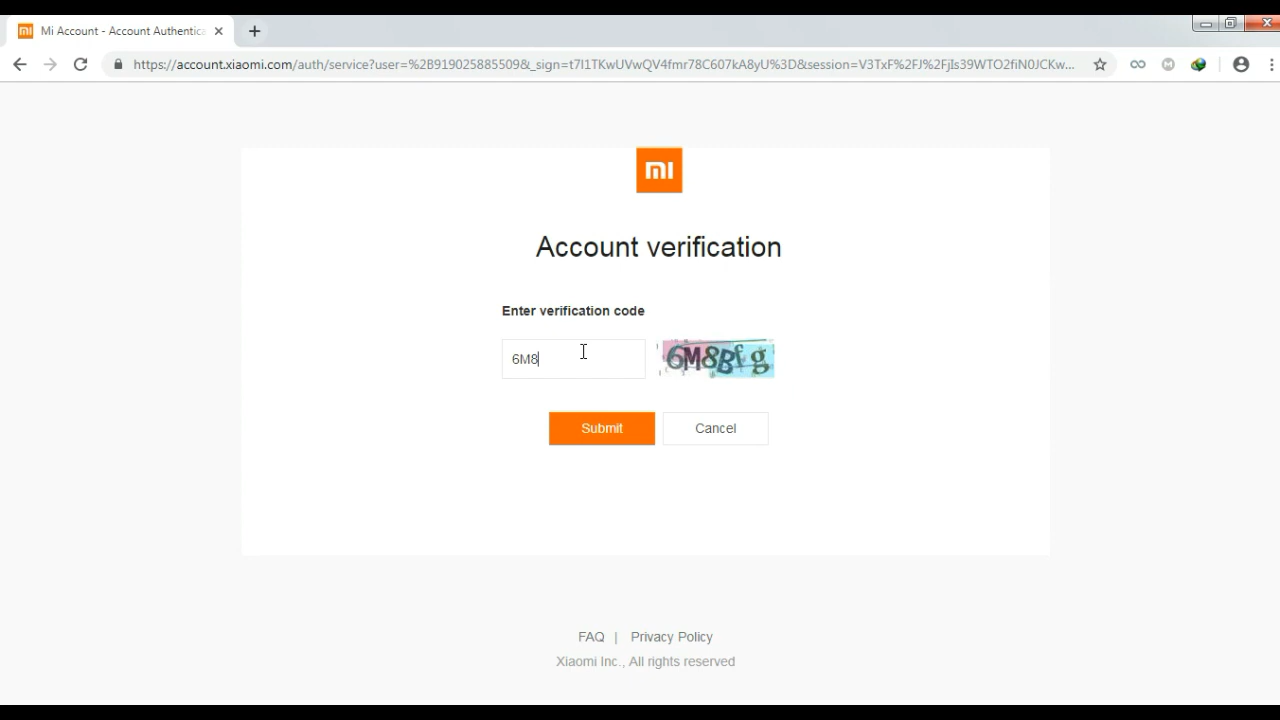 Mi Account - Account Authentica
https://account.xiaomi.com/auth/service?user=%2B919025885509&_sign=t7I1TKwUVwQV4fmr78C607kA8yU%3D&session=V3TxF%2FJ%2FjIs39WTO2fiN0JCKw...
mi
Account verification
Enter verification code
6M8
6M8Bfg
Submit Cancel
FAQ | Privacy Policy
Xiaomi Inc., All rights reserved